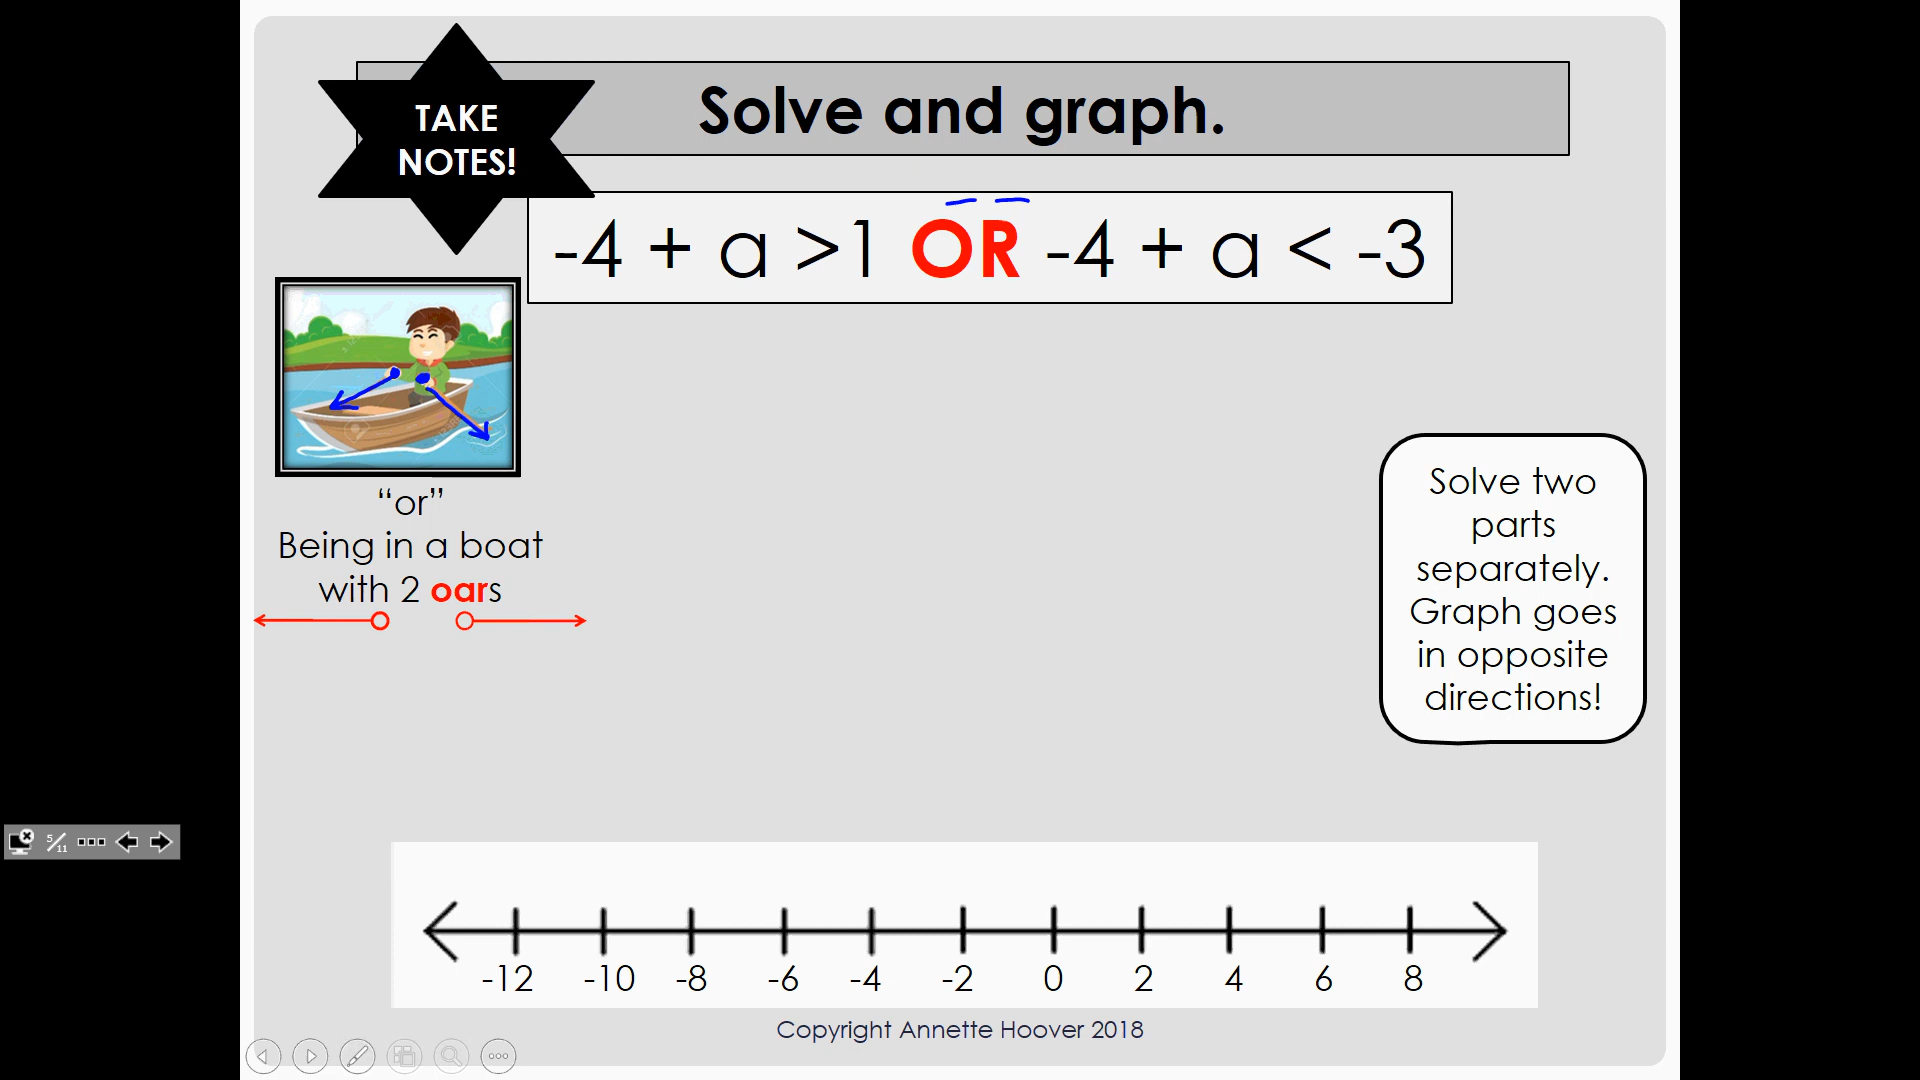 TAKE
NOTES!
Solve and graph.
-4 + a >1 OR -4 + a < -3
“or”
Being in a boat
with 2 oars
Solve two
parts
separately.
Graph goes
in opposite
directions!
5/11
-12 -10 -8 -6 -4 -2 0 2 4 6 8
Copyright Annette Hoover 2018